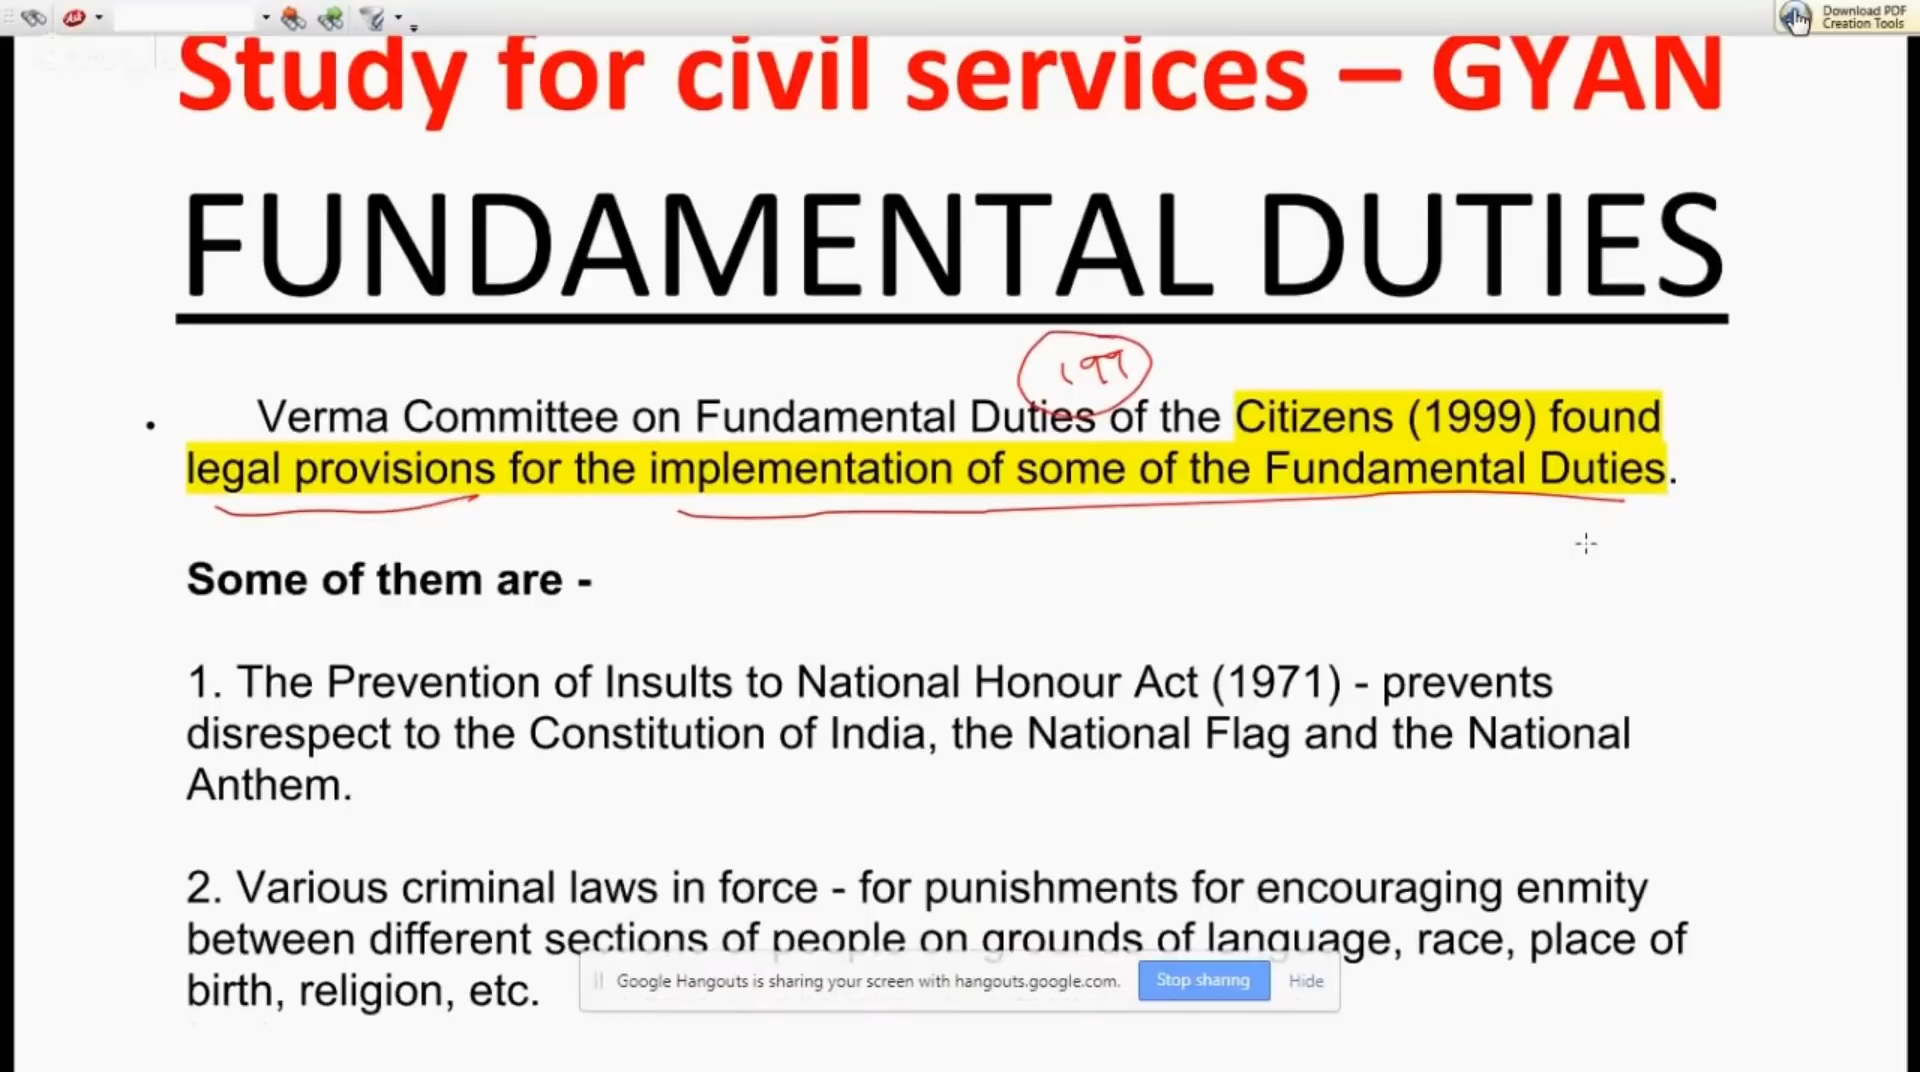 Download PDF
Creation Tools
Study for civil services – GYAN
FUNDAMENTAL DUTIES
199
• Verma Committee on Fundamental Duties of the Citizens (1999) found
legal provisions for the implementation of some of the Fundamental Duties.
Some of them are -
1. The Prevention of Insults to National Honour Act (1971) - prevents
disrespect to the Constitution of India, the National Flag and the National
Anthem.
2. Various criminal laws in force - for punishments for encouraging enmity
between different sections of people on grounds of language, race, place of
birth, religion, etc.
Google Hangouts is sharing your screen with hangouts.google.com. Stop sharing Hide